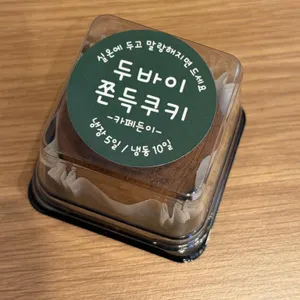 실온에 두고 말랑해지면 드세요
두바이
쫀득쿠키
-카페든이-
냉장 5일 / 냉동 10일